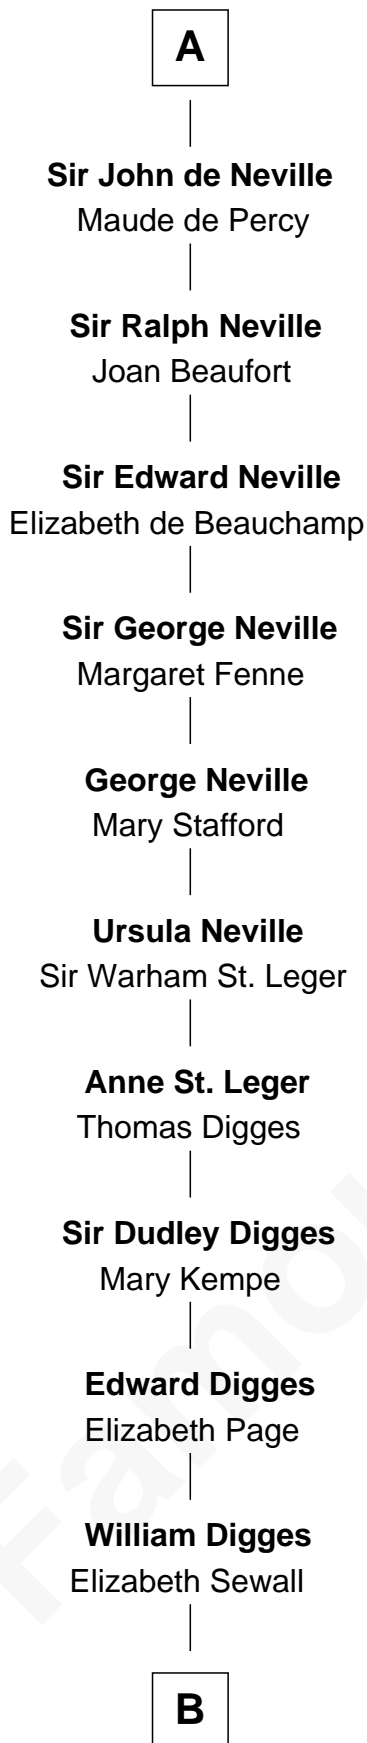 A
Sir John de Neville
Maude de Percy
Sir Ralph Neville
Joan Beaufort
Sir Edward Neville
Elizabeth de Beauchamp
Sir George Neville
Margaret Fenne
George Neville
Mary Stafford
Ursula Neville
Sir Warham St. Leger
Anne St. Leger
Thomas Digges
Sir Dudley Digges
Mary Kempe
Edward Digges
Elizabeth Page
William Digges
Elizabeth Sewall
B